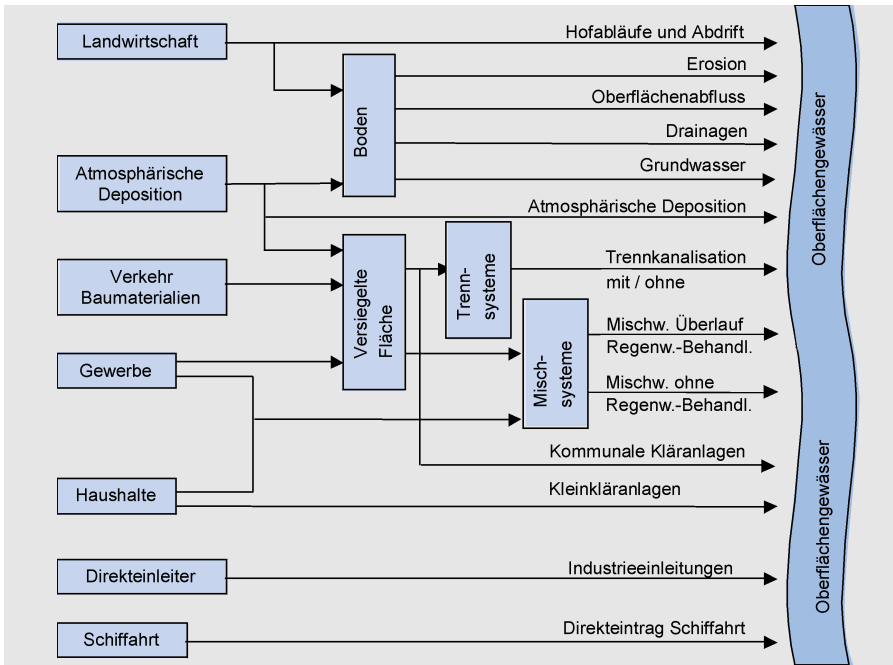 Landwirtschaft
Hofabläufe und Abdrift
Erosion
Boden
Oberflächenabfluss
Drainagen
Grundwasser
Atmosphärische
Deposition
Atmosphärische Deposition
Oberflächengewässer
Verkehr
Baumaterialien
Versiegelte
Fläche
Trenn-
systeme
Trennkanalisation
mit / ohne
Gewerbe
Misch-
systeme
Mischw. Überlauf
Regenw.-Behandl.
Mischw. ohne
Regenw.-Behandl.
Kommunale Kläranlagen
Haushalte
Kleinkläranlagen
Oberflächengewässer
Direkteinleiter
Industrieeinleitungen
Schiffahrt
Direkteintrag Schiffahrt